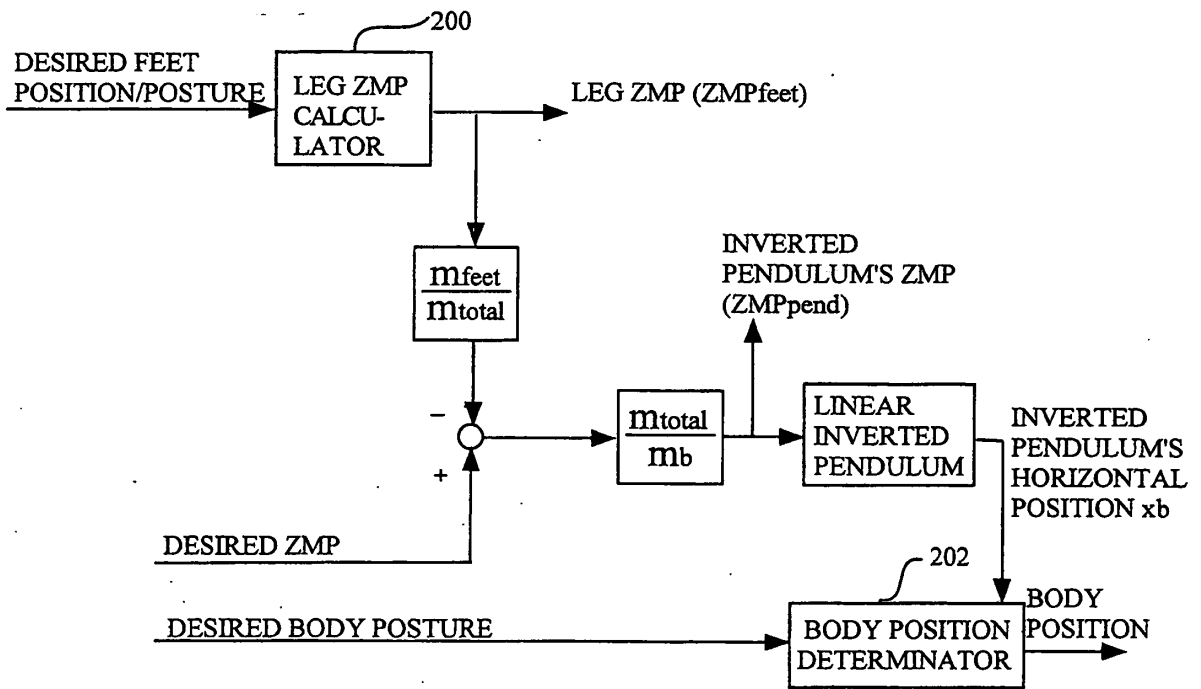 200
DESIRED FEET
POSITION/POSTURE
LEG ZMP
CALCU-
LATOR
LEG ZMP (ZMPfeet)
mfeet
mtotal
INVERTED
PENDULUM'S ZMP
(ZMPpend)
−
+
mtotal
mb
LINEAR
INVERTED
PENDULUM
INVERTED
PENDULUM'S
HORIZONTAL
POSITION xb
DESIRED ZMP
202
DESIRED BODY POSTURE
BODY POSITION
DETERMINATOR
BODY
POSITION